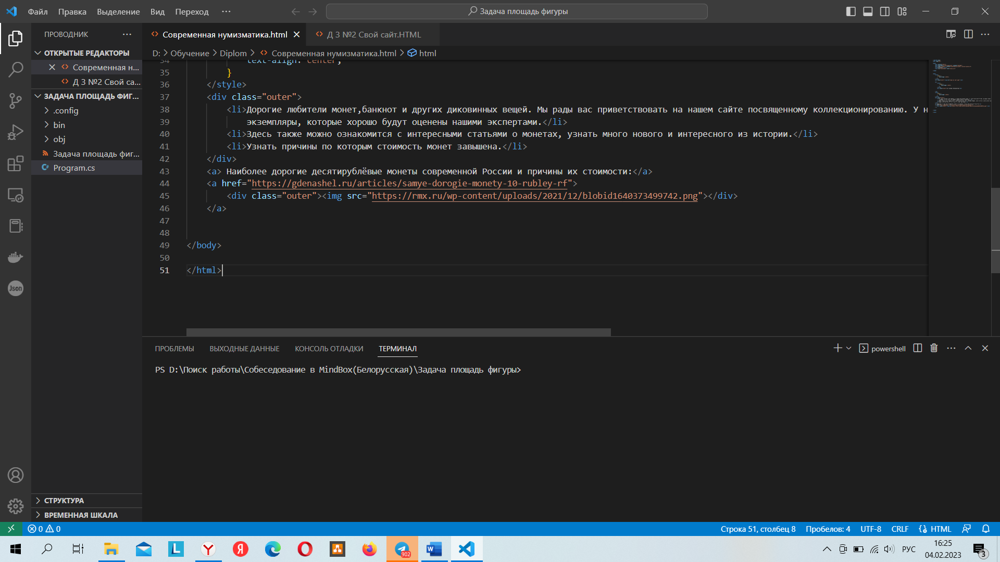 Файл Правка Выделение Вид Переход ···
Задача площадь фигуры
ПРОВОДНИК
ОТКРЫТЫЕ РЕДАКТОРЫ
Современная н...
Д З №2 Свой са...
ЗАДАЧА ПЛОЩАДЬ ФИГ...
.config
bin
obj
Задача площадь фиг...
C# Program.cs
СТРУКТУРА
ВРЕМЕННАЯ ШКАЛА
Json
<> Современная нумизматика.html
<> Д З №2 Свой сайт.HTML
D: > Обучение > Diplom > <> Современная нумизматика.html > html
34 text-align: center;
35 }
36 </style>
37 <div class="outer">
38 <li>Дорогие любители монет,банкнот и других диковинных вещей. Мы рады вас приветствовать на нашем сайте посвященному коллекционированию. У н
39 экземпляры, которые хорошо будут оценены нашими экспертами.</li>
40 <li>Здесь также можно ознакомится с интересными статьями о монетах, узнать много нового и интересного из истории.</li>
41 <li>Узнать причины по которым стоимость монет завышена.</li>
42 </div>
43 <a> Наиболее дорогие десятирублёвые монеты современной России и причины их стоимости:</a>
44 <a href="https://gdenashel.ru/articles/samye-dorogie-monety-10-rubley-rf">
45 <div class="outer"><img src="https://rmx.ru/wp-content/uploads/2021/12/blobid1640373499742.png"></div>
46 </a>
47
48
49 </body>
50
51 </html>
ПРОБЛЕМЫ ВЫХОДНЫЕ ДАННЫЕ КОНСОЛЬ ОТЛАДКИ ТЕРМИНАЛ
powershell
PS D:\Поиск работы\Собеседование в MindBox(Белорусская)\Задача площадь фигуры>
0 0
Строка 51, столбец 8 Пробелов: 4 UTF-8 CRLF HTML
L Y Я 902 W
РУС
16:25
04.02.2023
3